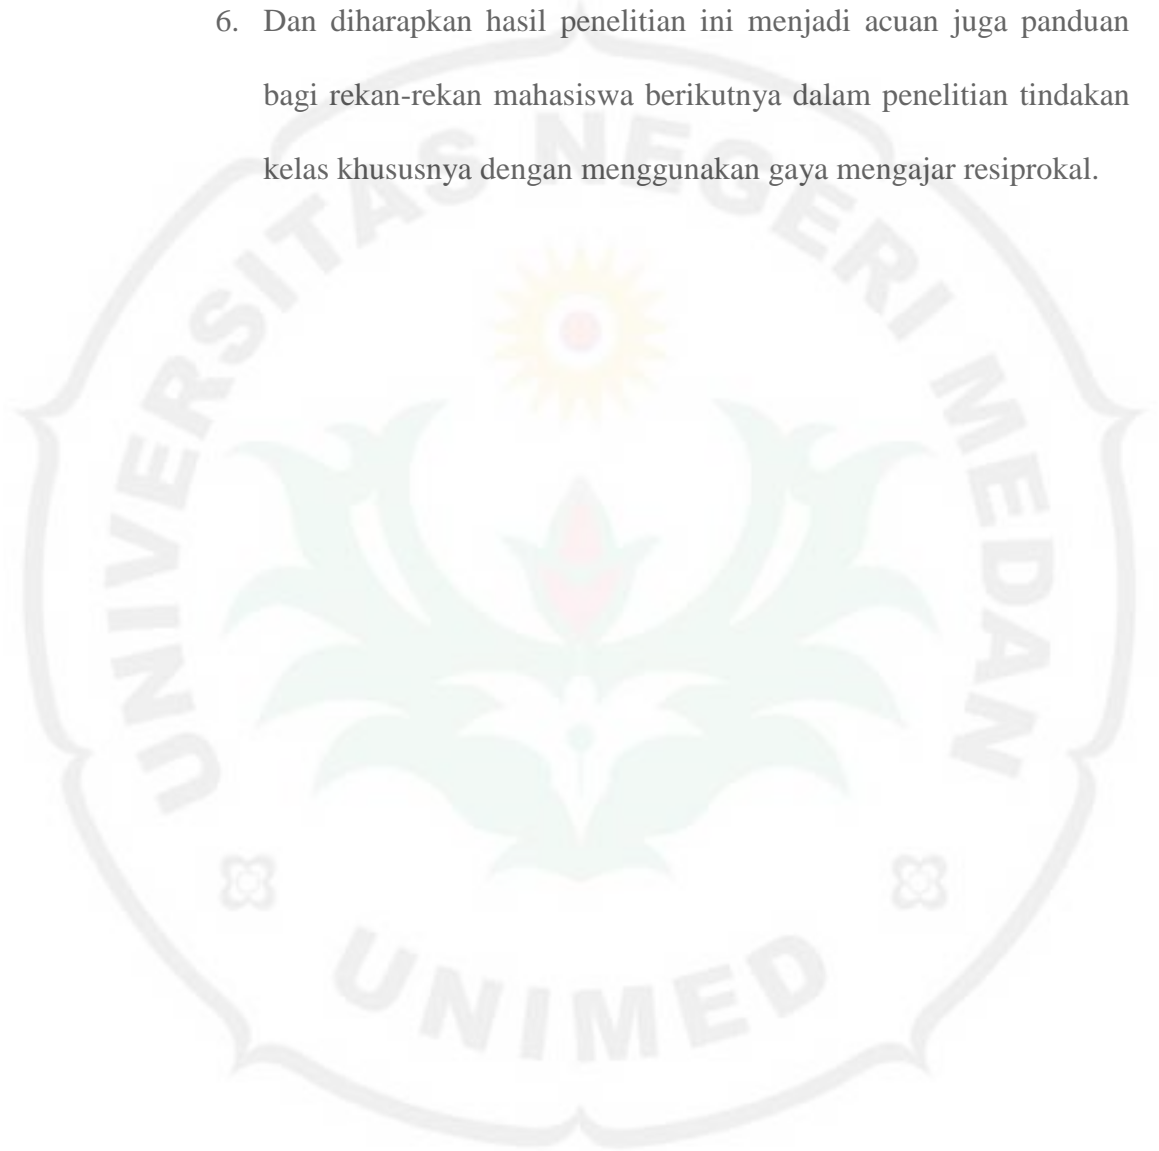 6. Dan diharapkan hasil penelitian ini menjadi acuan juga panduan
bagi rekan-rekan mahasiswa berikutnya dalam penelitian tindakan
kelas khususnya dengan menggunakan gaya mengajar resiprokal.
UNIVERSITAS NEGERI MEDAN
UNIMED